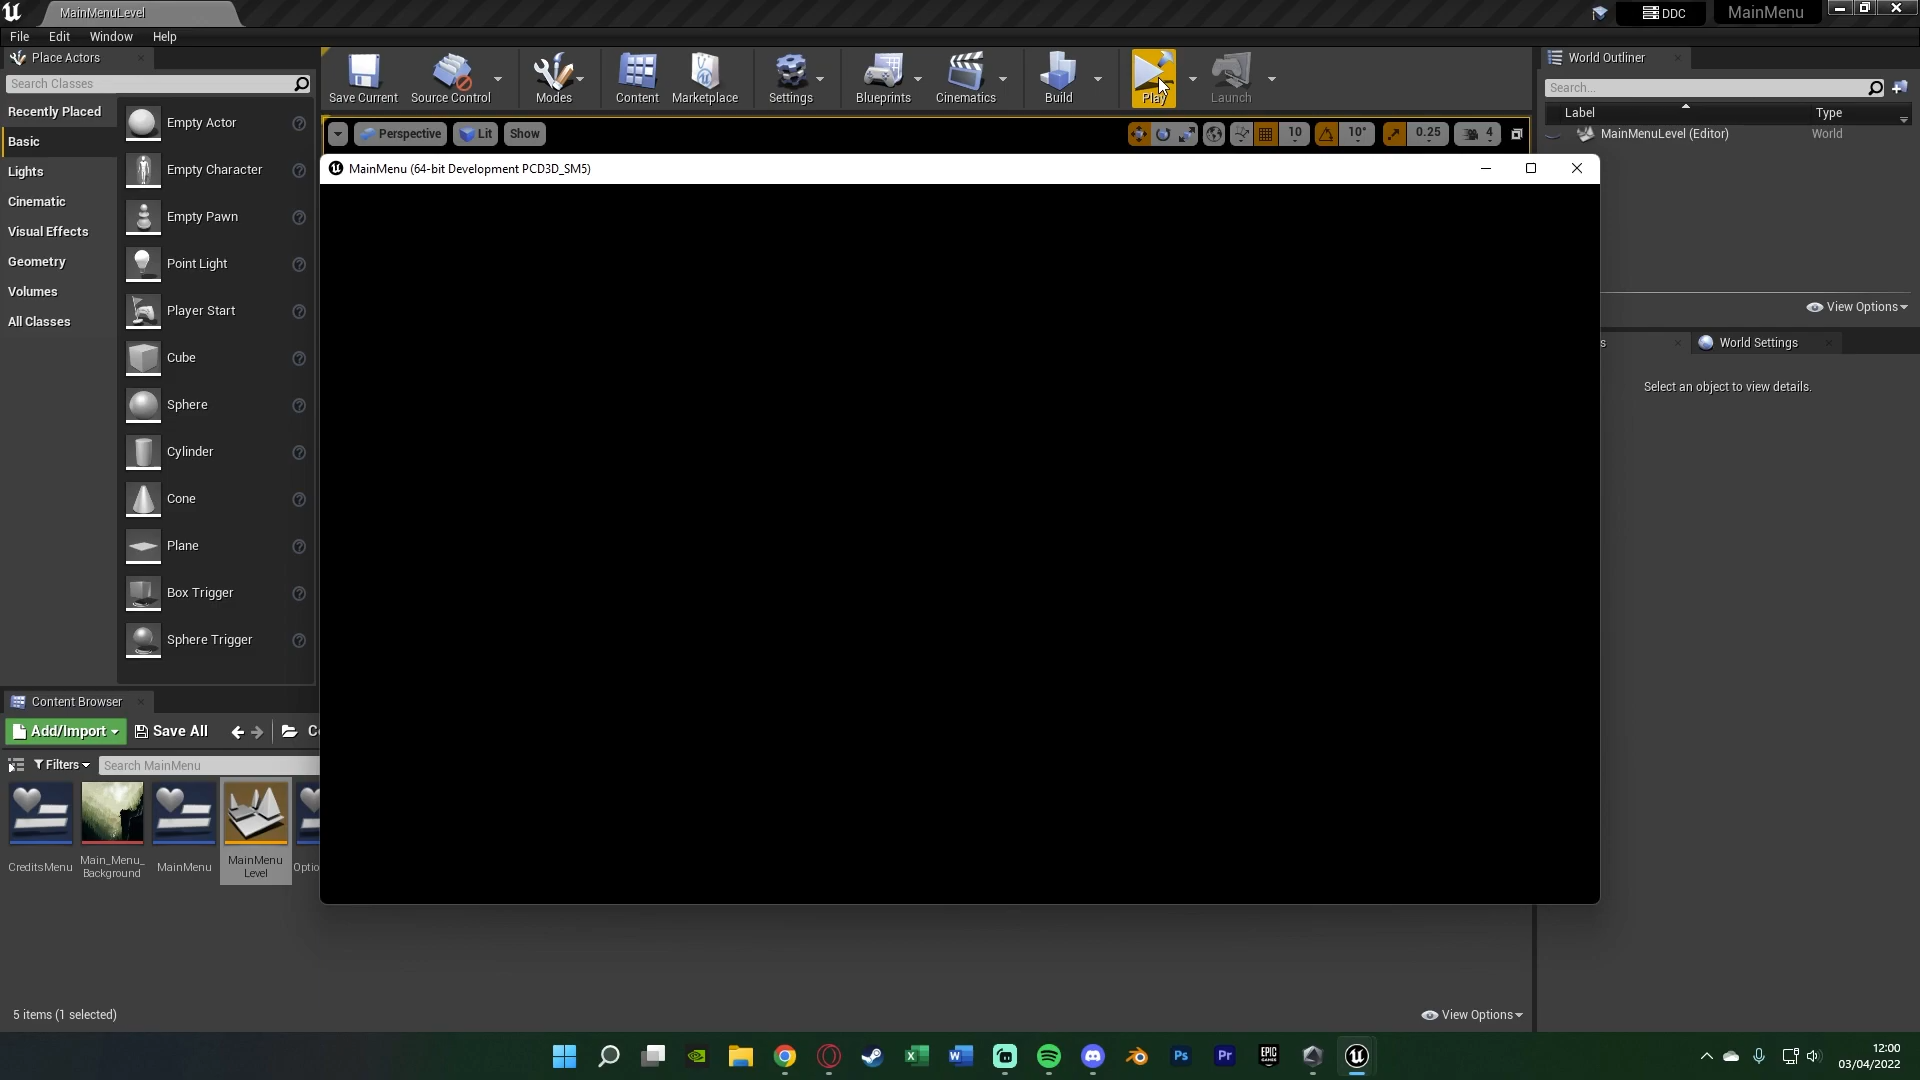 MainMenuLevel
DDC
MainMenu
File Edit Window Help
Place Actors
Search Classes
Recently Placed
Basic
Lights
Cinematic
Visual Effects
Geometry
Volumes
All Classes
Empty Actor
Empty Character
Empty Pawn
Point Light
Player Start
Cube
Sphere
Cylinder
Cone
Plane
Box Trigger
Sphere Trigger
Save Current Source Control Modes Content Marketplace Settings Blueprints Cinematics Build Play Launch
Perspective Lit Show 10 10° 0.25 4
MainMenu (64-bit Development PCD3D_SM5)
World Outliner
Search...
Label Type
MainMenuLevel (Editor) World
View Options
s World Settings
Select an object to view details.
Content Browser
Add/Import Save All
Filters Search MainMenu
CreditsMenu
Main_Menu_
Background
MainMenu
MainMenu
Level
Optio
5 items (1 selected)
View Options
EPIC
GAMES
Ps
Pr
12:00
03/04/2022